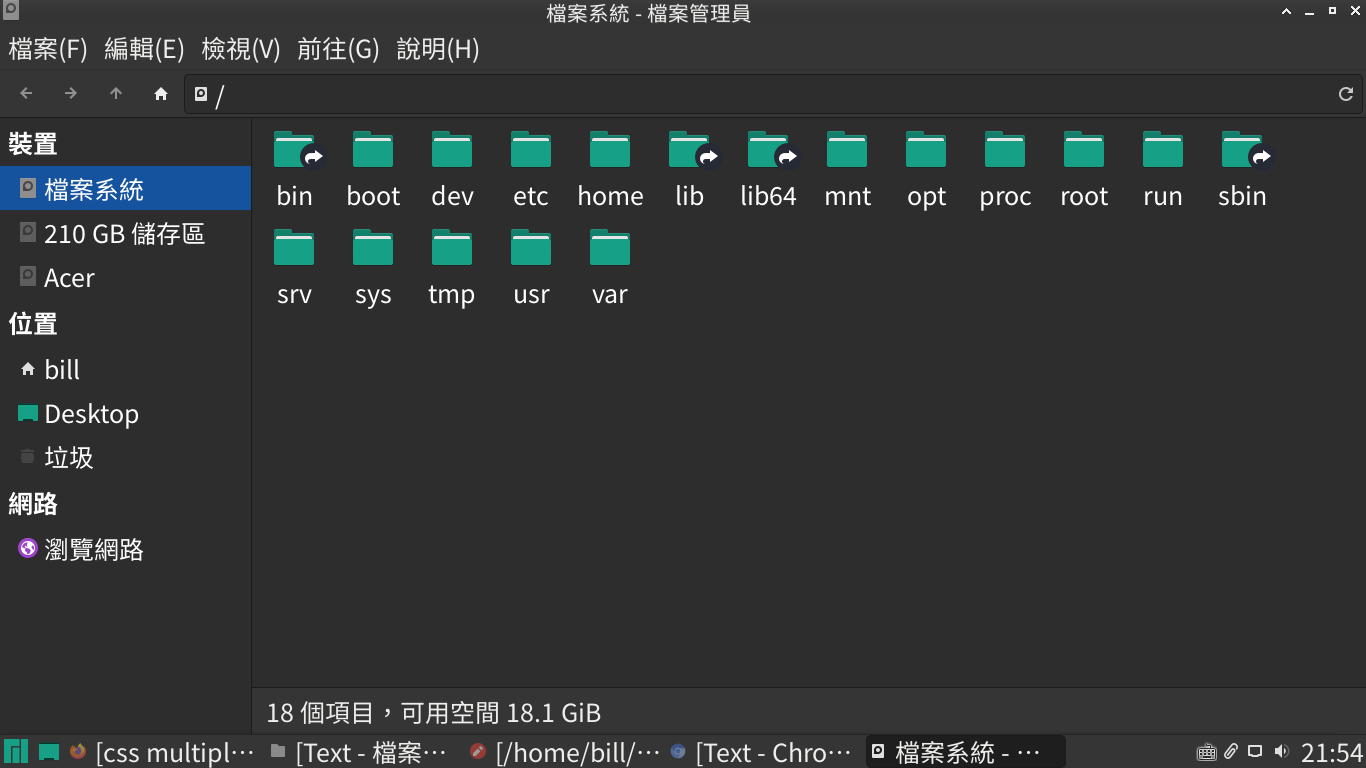 檔案系統 - 檔案管理員
檔案(F) 編輯(E) 檢視(V) 前往(G) 說明(H)
/
裝置
檔案系統
210 GB 儲存區
Acer
位置
bill
Desktop
垃圾
網路
瀏覽網路
bin boot dev etc home lib lib64 mnt opt proc root run sbin
srv sys tmp usr var
18 個項目，可用空間 18.1 GiB
[css multipl… [Text - 檔案… [/home/bill/… [Text - Chro… 檔案系統 - … 21:54